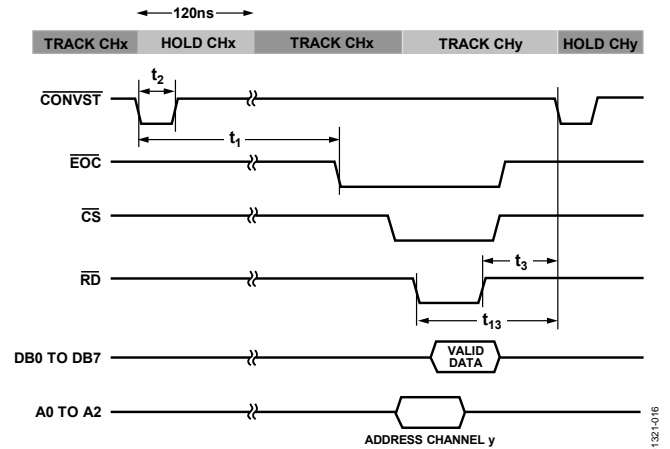 120ns
TRACK CHx HOLD CHx TRACK CHx TRACK CHy HOLD CHy
t2
CONVST
t1
EOC
CS
t3
RD
t13
DB0 TO DB7
VALID
DATA
A0 TO A2
ADDRESS CHANNEL y
1321-016